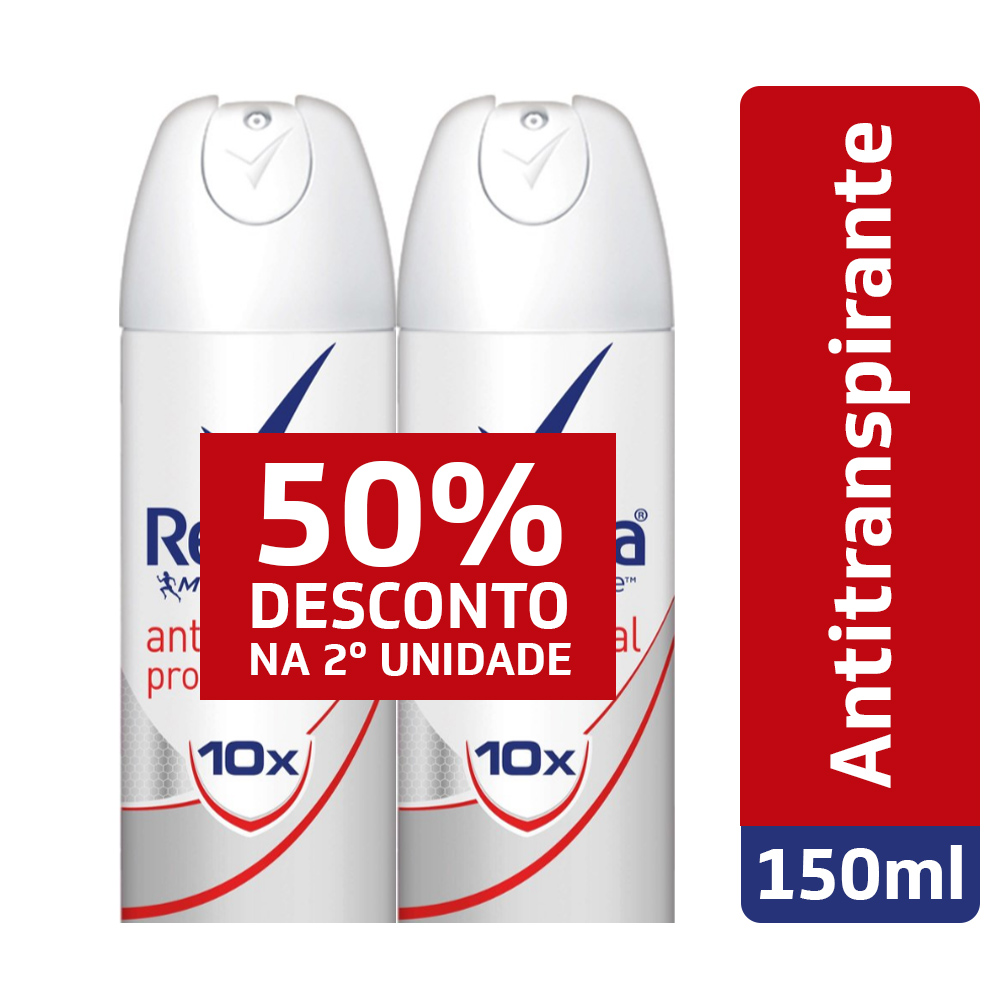 50%
DESCONTO
NA 2º UNIDADE
10x
10x
Antitranspirante
150ml